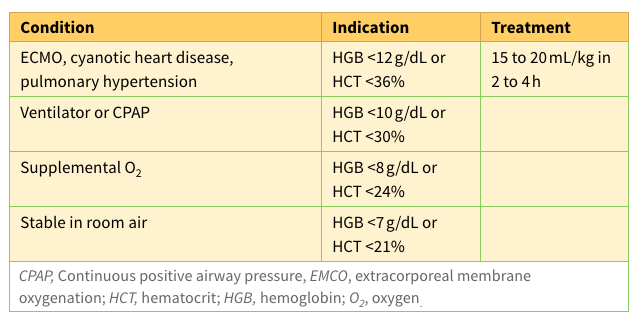 Condition Indication Treatment
ECMO, cyanotic heart disease, HGB <12 g/dL or 15 to 20 mL/kg in
pulmonary hypertension HCT <36% 2 to 4 h
Ventilator or CPAP HGB <10 g/dL or
HCT <30%
Supplemental O₂ HGB <8 g/dL or
HCT <24%
Stable in room air HGB <7 g/dL or
HCT <21%
CPAP, Continuous positive airway pressure, EMCO, extracorporeal membrane
oxygenation; HCT, hematocrit; HGB, hemoglobin; O₂, oxygen.